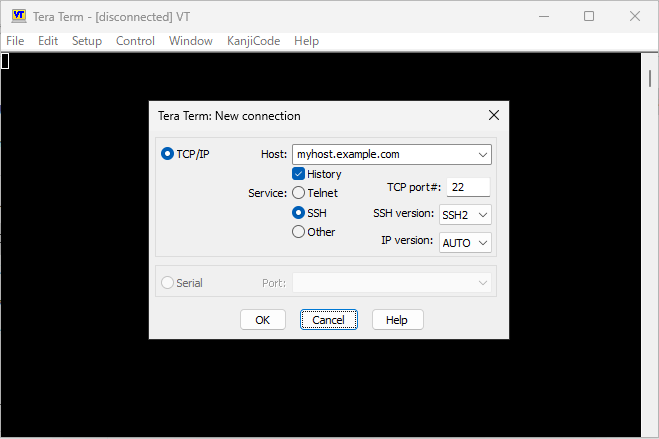 VT Tera Term - [disconnected] VT
File Edit Setup Control Window KanjiCode Help
Tera Term: New connection
TCP/IP Host: myhost.example.com
History
Service: Telnet TCP port#: 22
SSH SSH version: SSH2
Other IP version: AUTO
Serial Port:
OK Cancel Help